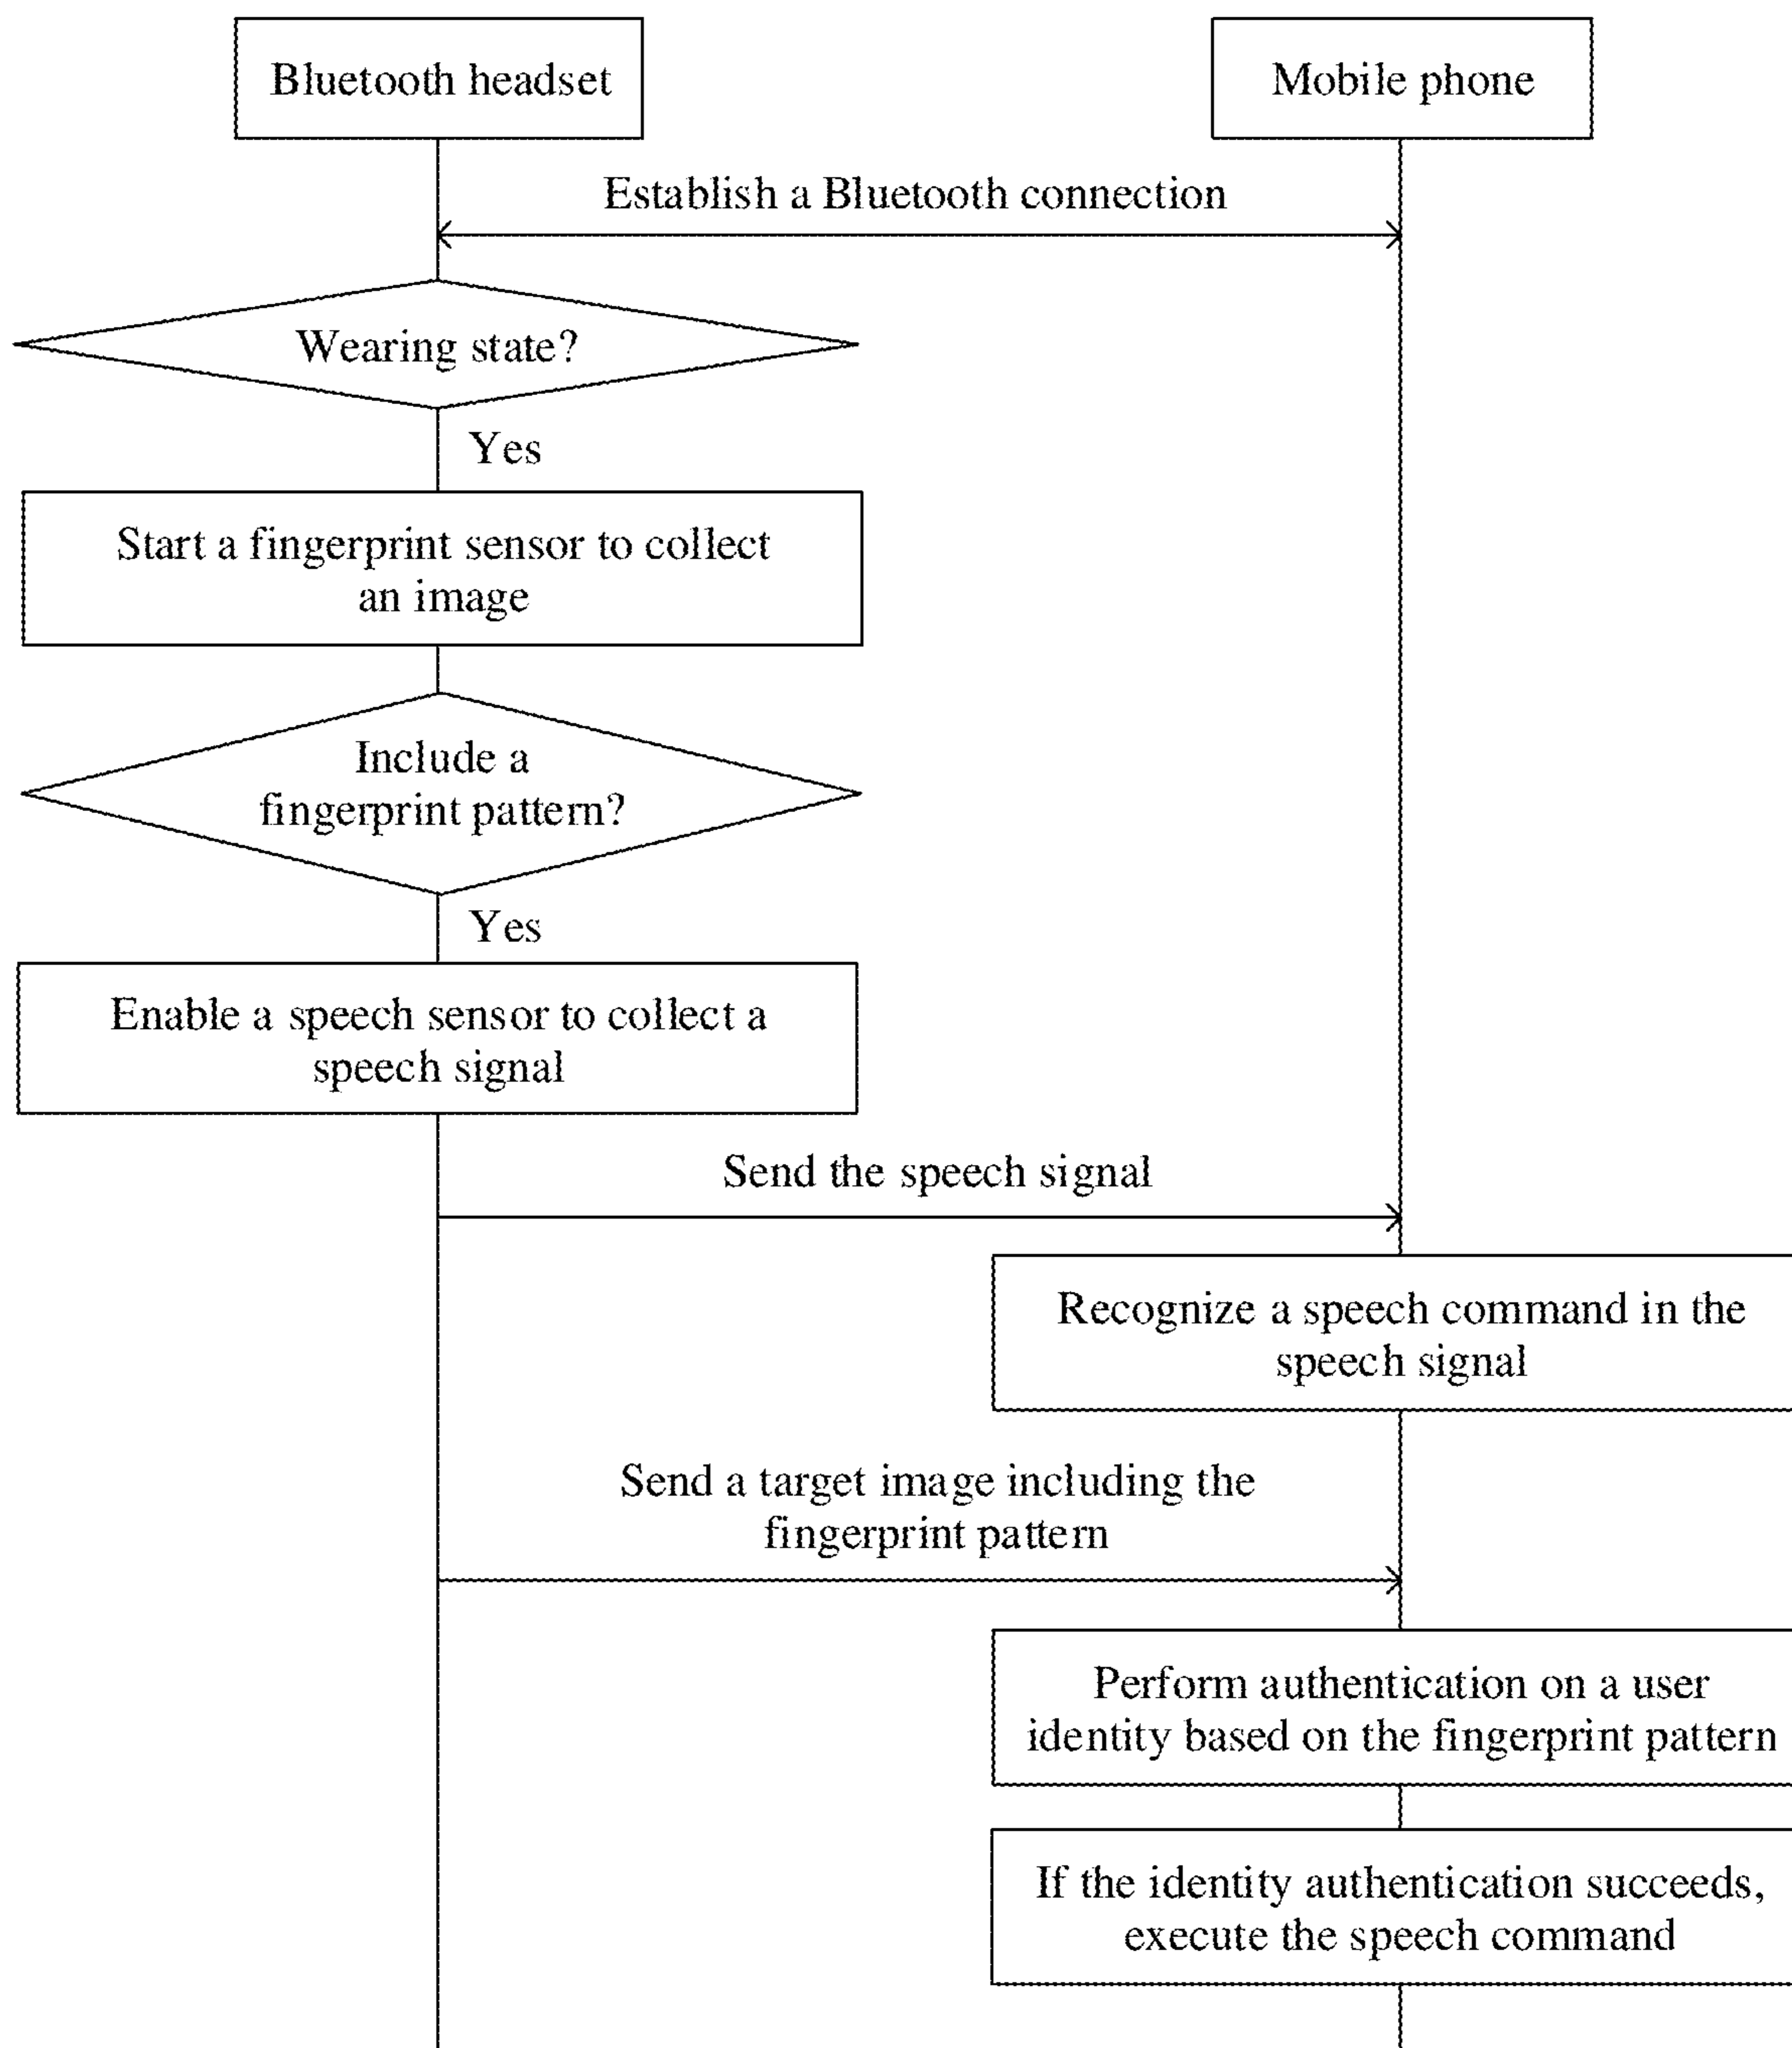 Bluetooth headset
Mobile phone
Establish a Bluetooth connection
Wearing state?
Yes
Start a fingerprint sensor to collect
an image
Include a
fingerprint pattern?
Yes
Enable a speech sensor to collect a
speech signal
Send the speech signal
Recognize a speech command in the
speech signal
Send a target image including the
fingerprint pattern
Perform authentication on a user
identity based on the fingerprint pattern
If the identity authentication succeeds,
execute the speech command